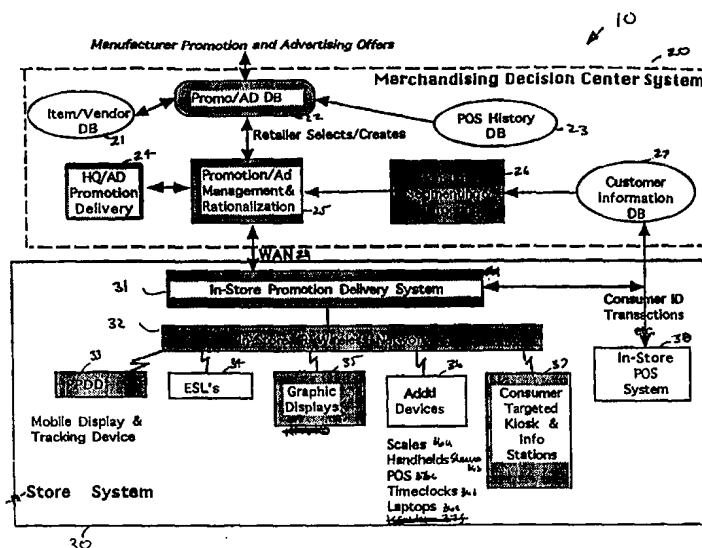 10
Manufacturer Promotion and Advertising Offers
20
Merchandising Decision Center System
Item/Vendor
DB
21
Promo/AD DB
22
POS History
DB
23
Retailer Selects/Creates
24
HQ/AD
Promotion
Delivery
Promotion/Ad
Management &
Rationalization
25
26
27
Customer
Information
DB
WAN 29
31
In-Store Promotion Delivery System
Consumer ID
Transactions
etc.
32
33
PDD
Mobile Display &
Tracking Device
34
ESL's
35
Graphic
Displays
36
Addtl
Devices
37
Consumer
Targeted
Kiosk &
Info
Stations
38
In-Store
POS
System
Scales 36a
Handhelds
POS
Timeclocks
Laptops
Store System
30